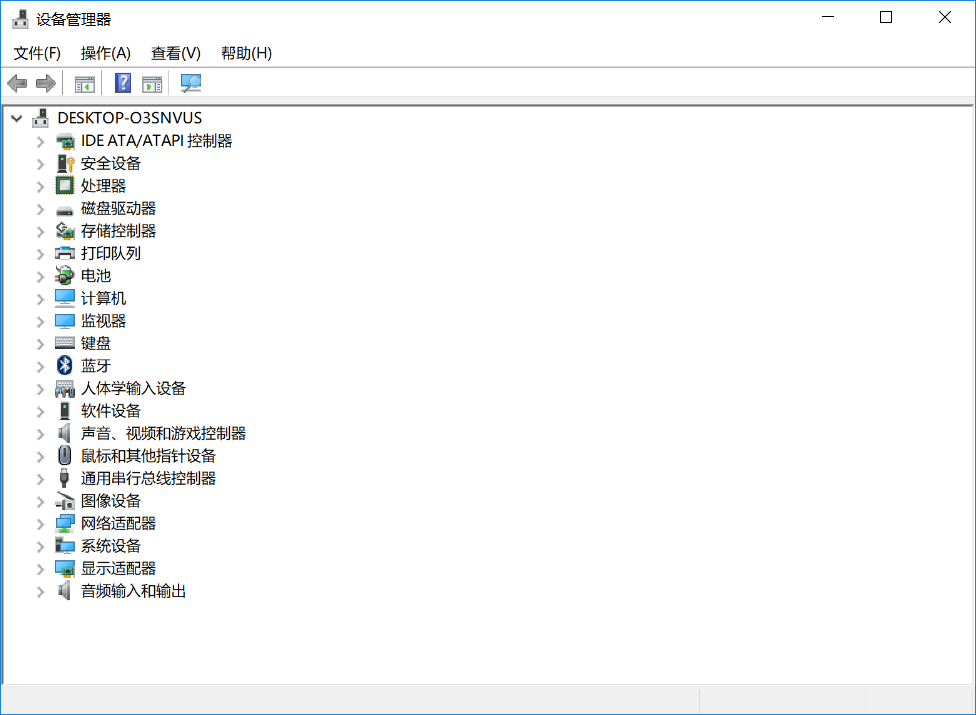 设备管理器
文件(F) 操作(A) 查看(V) 帮助(H)
DESKTOP-O3SNVUS
IDE ATA/ATAPI 控制器
安全设备
处理器
磁盘驱动器
存储控制器
打印队列
电池
计算机
监视器
键盘
蓝牙
人体学输入设备
软件设备
声音、视频和游戏控制器
鼠标和其他指针设备
通用串行总线控制器
图像设备
网络适配器
系统设备
显示适配器
音频输入和输出